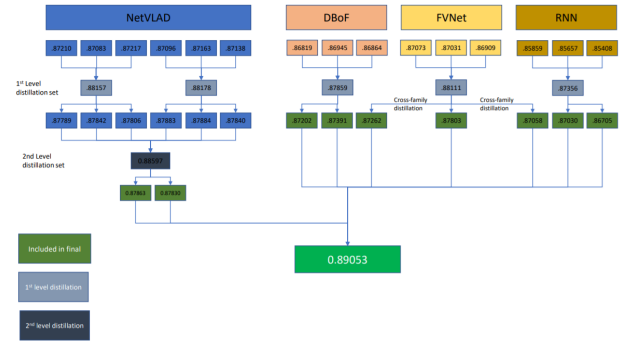 NetVLAD DBoF FVNet RNN
.87210 .87083 .87217 .87096 .87163 .87138 .86819 .86945 .86864 .87073 .87031 .86909 .85859 .85657 .85408
1st Level
distillation set
.88157 .88178 .87859 .88111 .87356
Cross-family
distillation
Cross-family
distillation
.87789 .87842 .87806 .87883 .87884 .87840 .87202 .87391 .87262 .87803 .87058 .87030 .86705
2nd Level
distillation set
0.88597
0.87863 0.87830
Included in final
0.89053
1st level distillation
2nd level distillation